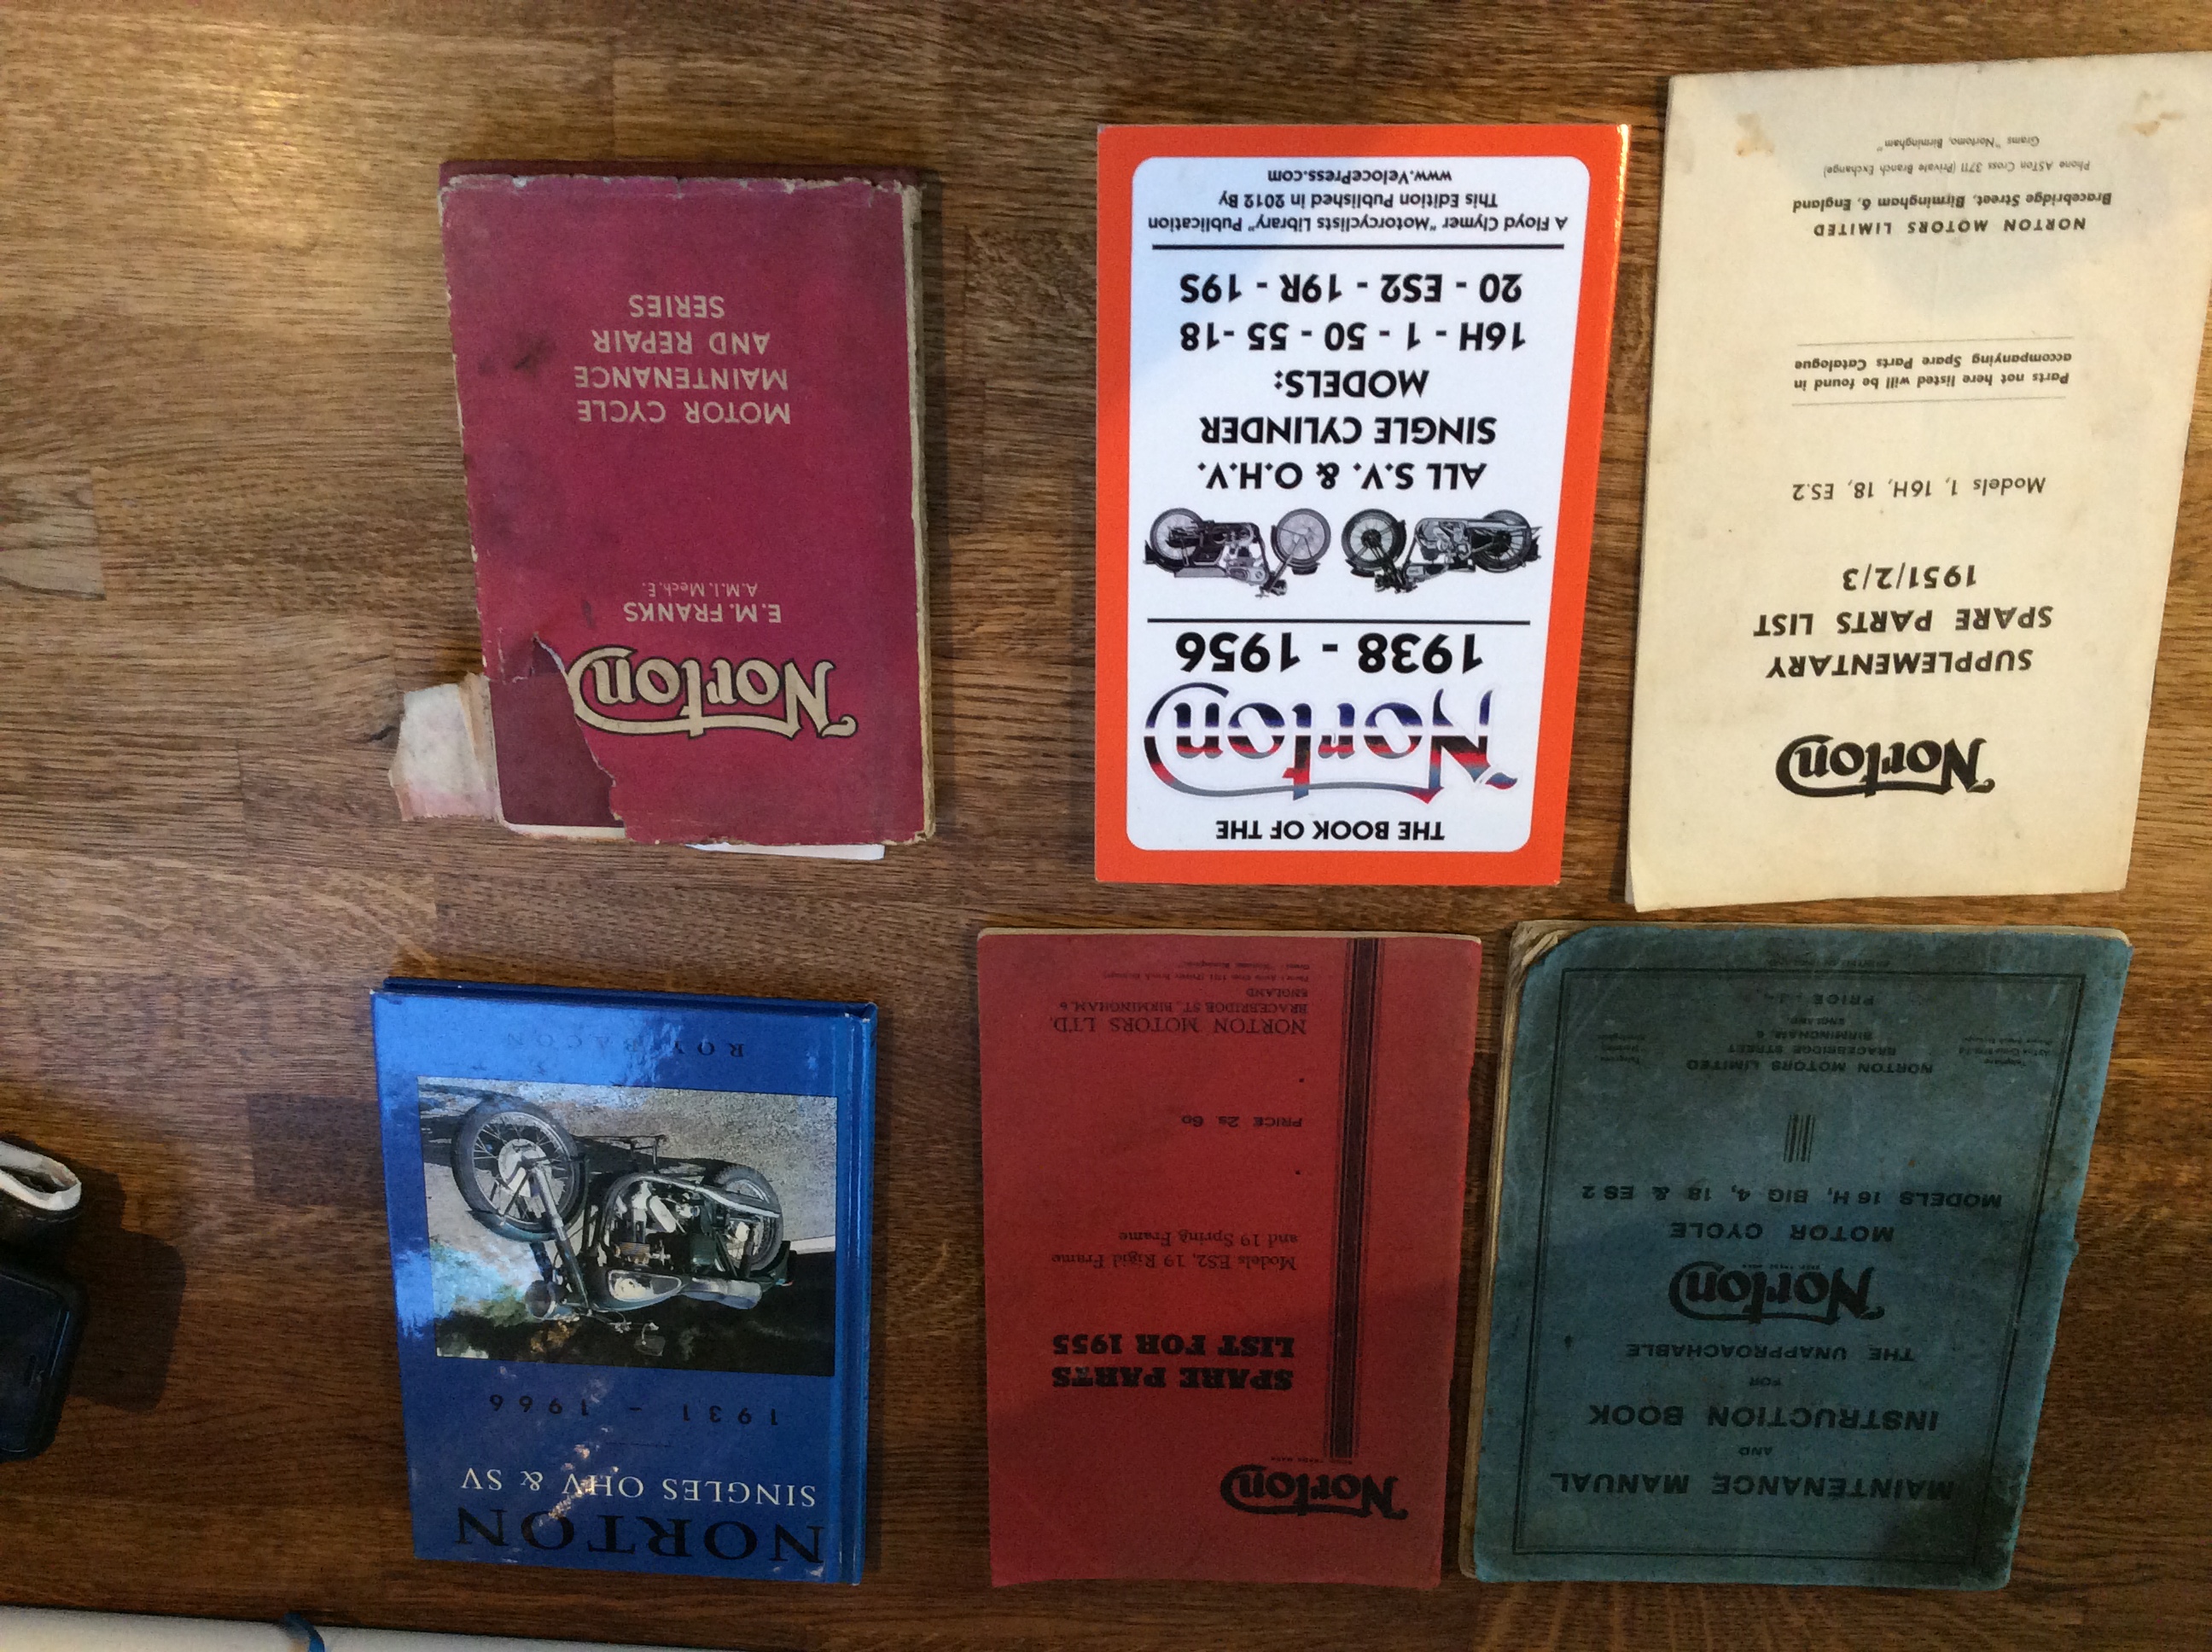 MAINTENANCE MANUAL
AND
INSTRUCTION BOOK
FOR
THE UNAPPROACHABLE
Norton
MOTOR CYCLE
MODELS 16H, BIG 4, 18 & ES2
NORTON MOTORS LIMITED
BRACEBRIDGE STREET
BIRMINGHAM, 6
ENGLAND
PRICE
Norton
SPARE PARTS
LIST FOR 1955
Models ES2, 19 Rigid Frame
and 19 Spring Frame
PRICE 2s 6D
NORTON MOTORS LTD.
BRACEBRIDGE ST. BIRMINGHAM, 6
ENGLAND
NORTON
SINGLES OHV & SV
1931 - 1966
ROY BACON
Norton
SUPPLEMENTARY
SPARE PARTS LIST
1951/2/3
Models 1, 16H, 18, ES.2
Parts not here listed will be found in
accompanying Spare Parts Catalogue
NORTON MOTORS LIMITED
Bracebridge Street, Birmingham, 6, England
Phone ASTon Cross 3711 (Private Branch Exchange)
Grams "Nortomo, Birmingham"
THE BOOK OF THE
Norton
1938 - 1956
ALL S.V. & O.H.V.
SINGLE CYLINDER
MODELS:
16H - 1 - 50 - 55 - 18
20 - ES2 - 19R - 19S
A Floyd Clymer "Motorcyclists Library" Publication
This Edition Published in 2012 By
www.VelocePress.com
Norton
E.M. FRANKS
A.M.I.Mech.E.
MOTOR CYCLE
MAINTENANCE
AND REPAIR
SERIES